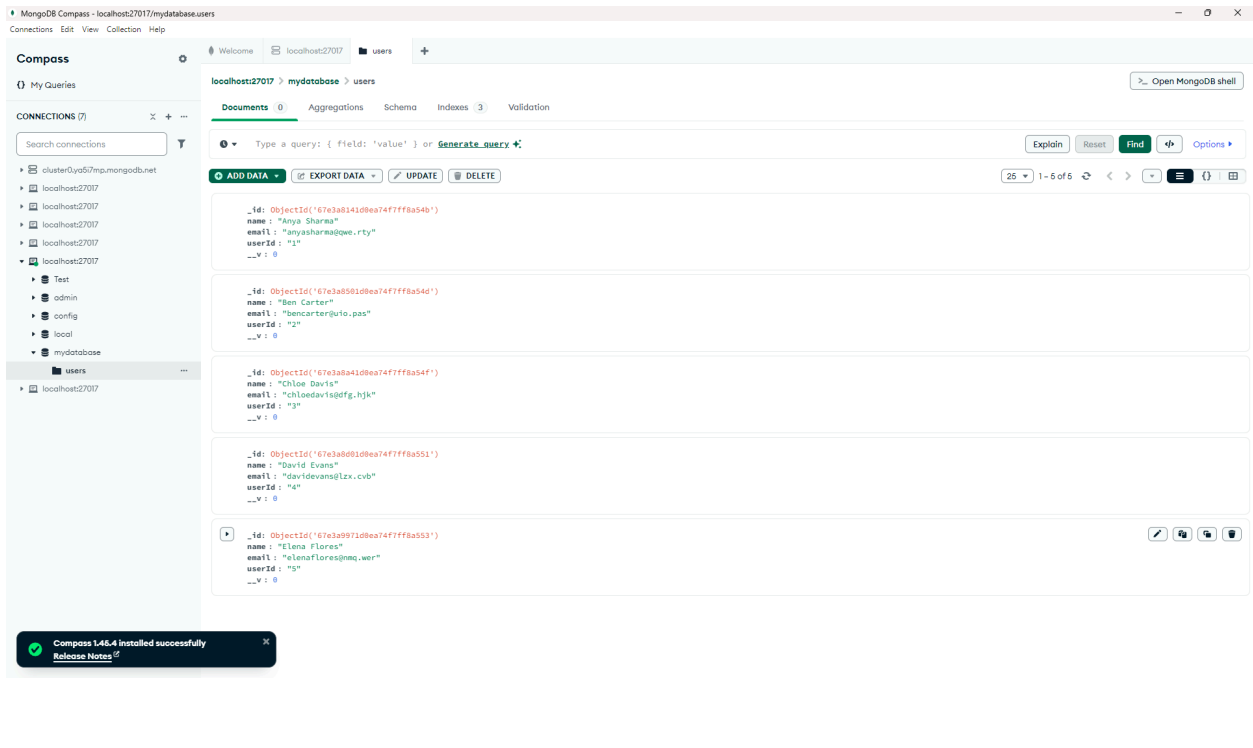 MongoDB Compass - localhost:27017/mydatabase.users
Connections Edit View Collection Help
Compass
{} My Queries
CONNECTIONS (7)
Search connections
cluster0.ya5i7mp.mongodb.net
localhost:27017
localhost:27017
localhost:27017
localhost:27017
localhost:27017
Test
admin
config
local
mydatabase
users
localhost:27017
Welcome localhost:27017 users
localhost:27017 > mydatabase > users
>_ Open MongoDB shell
Documents 0 Aggregations Schema Indexes 3 Validation
Type a query: { field: 'value' } or Generate query
Explain Reset Find </> Options
ADD DATA EXPORT DATA UPDATE DELETE
25 1 – 5 of 5 {}
_id: ObjectId('67e3a8141d0ea74f7ff8a54b')
name : "Anya Sharma"
email : "anyasharma@qwe.rty"
userId : "1"
__v : 0
_id: ObjectId('67e3a8501d0ea74f7ff8a54d')
name : "Ben Carter"
email : "bencarter@uio.pas"
userId : "2"
__v : 0
_id: ObjectId('67e3a8a41d0ea74f7ff8a54f')
name : "Chloe Davis"
email : "chloedavis@dfg.hjk"
userId : "3"
__v : 0
_id: ObjectId('67e3a8d01d0ea74f7ff8a551')
name : "David Evans"
email : "davidevans@lzx.cvb"
userId : "4"
__v : 0
_id: ObjectId('67e3a9971d0ea74f7ff8a553')
name : "Elena Flores"
email : "elenaflores@nmq.wer"
userId : "5"
__v : 0
Compass 1.45.4 installed successfully
Release Notes